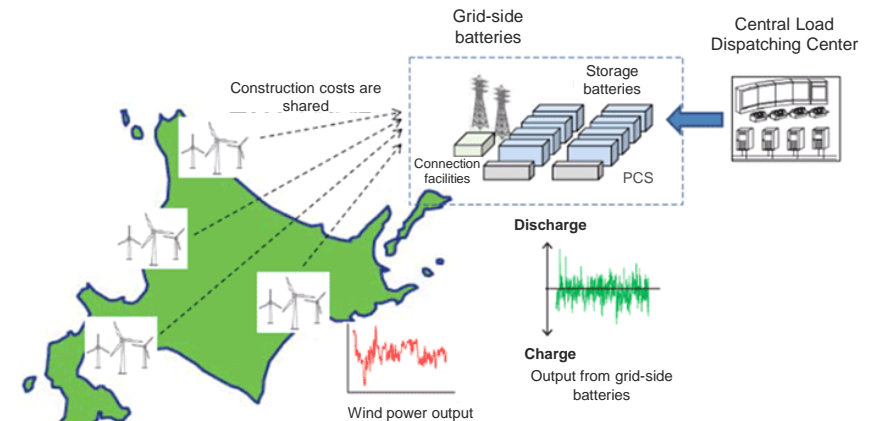 Grid-side
batteries
Central Load
Dispatching Center
Construction costs are
shared
Storage
batteries
Connection
facilities
PCS
Discharge
Charge
Output from grid-side
batteries
Wind power output